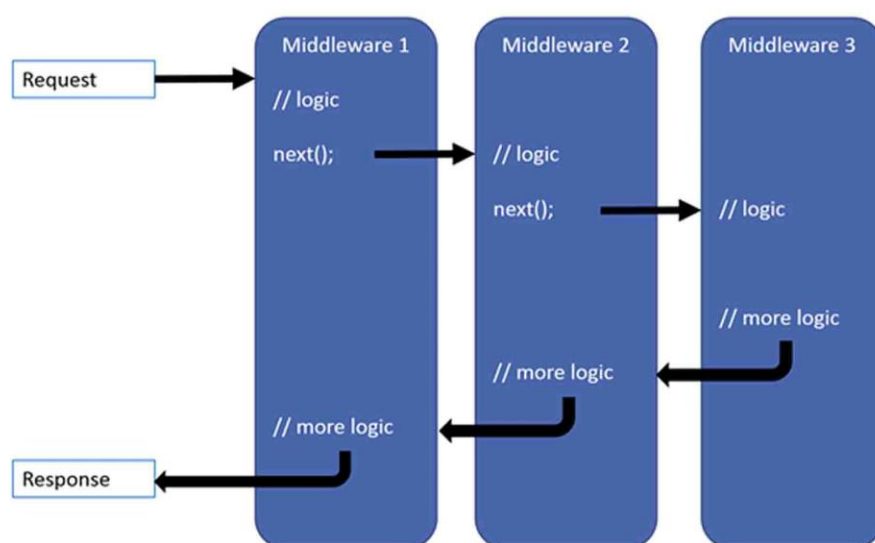 Middleware 1
Middleware 2
Middleware 3
Request
// logic
next();
// logic
next();
// logic
// more logic
// more logic
// more logic
Response